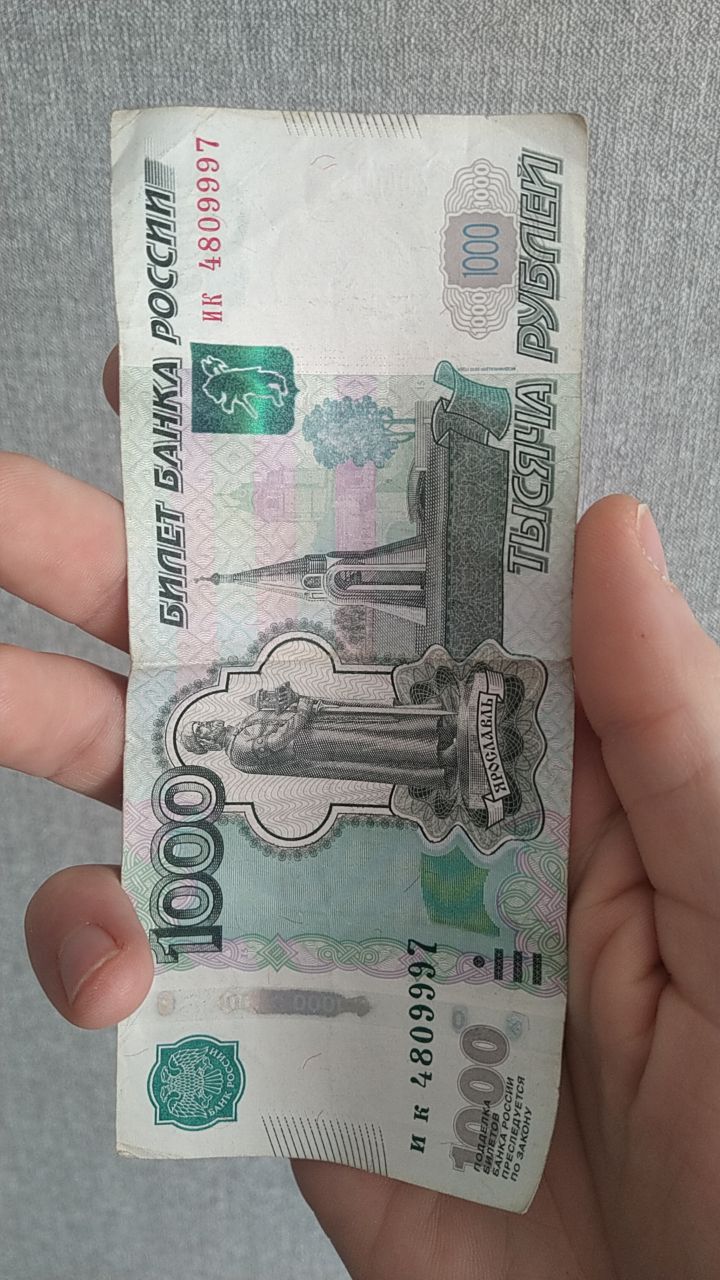 1000
БИЛЕТ БАНКА РОССИИ
БАНК РОССИИ
ик 4809997
1000
ик 4809997
1000
ПОДДЕЛКА
БИЛЕТОВ
БАНКА РОССИИ
ПРЕСЛЕДУЕТСЯ
ПО ЗАКОНУ
ЯРОСЛАВЛЬ
1000 1000 1000
ТЫСЯЧА РУБЛЕЙ